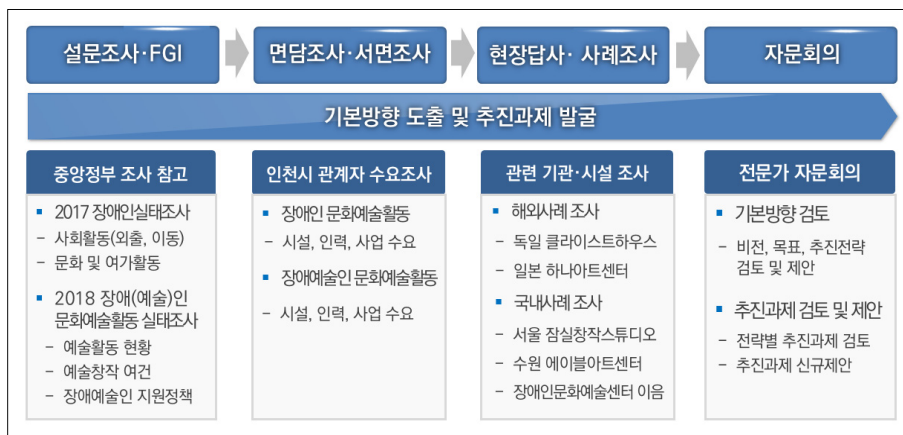 설문조사·FGI
면담조사·서면조사
현장답사· 사례조사
자문회의
기본방향 도출 및 추진과제 발굴
중앙정부 조사 참고
▪ 2017 장애인실태조사
– 사회활동(외출, 이동)
– 문화 및 여가활동
▪ 2018 장애(예술)인
문화예술활동 실태조사
– 예술활동 현황
– 예술창작 여건
– 장애예술인 지원정책
인천시 관계자 수요조사
▪ 장애인 문화예술활동
– 시설, 인력, 사업 수요
▪ 장애예술인 문화예술활동
– 시설, 인력, 사업 수요
관련 기관·시설 조사
▪ 해외사례 조사
– 독일 클라이스트하우스
– 일본 하나아트센터
▪ 국내사례 조사
– 서울 잠실창작스튜디오
– 수원 에이블아트센터
– 장애인문화예술센터 이음
전문가 자문회의
▪ 기본방향 검토
– 비전, 목표, 추진전략
검토 및 제안
▪ 추진과제 검토 및 제안
– 전략별 추진과제 검토
– 추진과제 신규제안